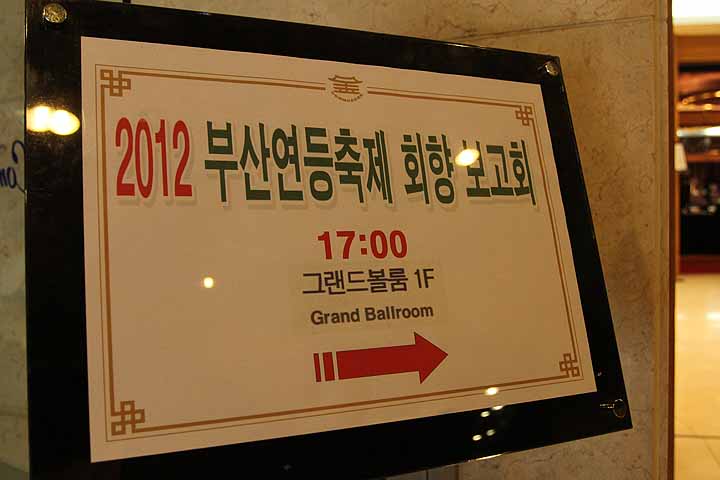 2012 부산연등축제 회향 보고회
17:00
그랜드볼룸 1F
Grand Ballroom